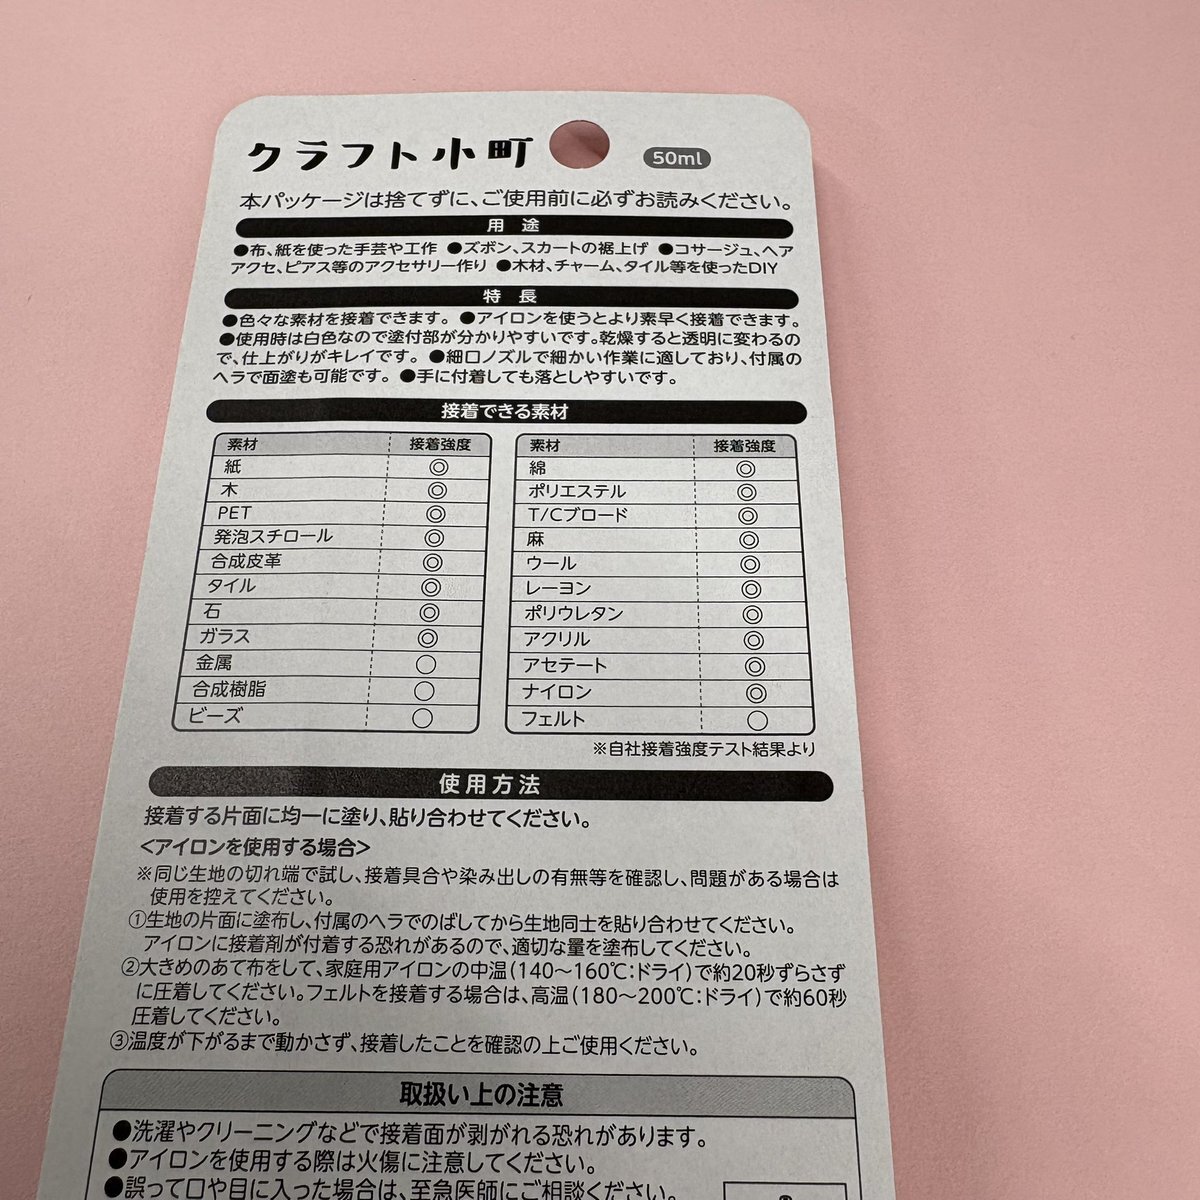 クラフト小町 50ml
本パッケージは捨てずに、ご使用前に必ずお読みください。
用途
●布、紙を使った手芸や工作 ●ズボン、スカートの裾上げ ●コサージュ、ヘア
アクセ、ピアス等のアクセサリー作り ●木材、チャーム、タイル等を使ったDIY
特長
●色々な素材を接着できます。 ●アイロンを使うとより素早く接着できます。
●使用時は白色なので塗付部が分かりやすいです。乾燥すると透明に変わるの
で、仕上がりがキレイです。 ●細口ノズルで細かい作業に適しており、付属の
ヘラで面塗も可能です。 ●手に付着しても落としやすいです。
接着できる素材
素材 接着強度
紙 ◎
木 ◎
PET ◎
発泡スチロール ◎
合成皮革 ◎
タイル ◎
石 ◎
ガラス ◎
金属 ○
合成樹脂 ○
ビーズ ○
素材 接着強度
綿 ◎
ポリエステル ◎
T/Cブロード ◎
麻 ◎
ウール ◎
レーヨン ◎
ポリウレタン ◎
アクリル ◎
アセテート ◎
ナイロン ◎
フェルト ○
※自社接着強度テスト結果より
使用方法
接着する片面に均一に塗り、貼り合わせてください。
<アイロンを使用する場合>
※同じ生地の切れ端で試し、接着具合や染み出しの有無等を確認し、問題がある場合は
使用を控えてください。
①生地の片面に塗布し、付属のヘラでのばしてから生地同士を貼り合わせてください。
アイロンに接着剤が付着する恐れがあるので、適切な量を塗布してください。
②大きめのあて布をして、家庭用アイロンの中温(140〜160℃:ドライ)で約20秒ずらさず
に圧着してください。フェルトを接着する場合は、高温(180〜200℃:ドライ)で約60秒
圧着してください。
③温度が下がるまで動かさず、接着したことを確認の上ご使用ください。
取扱い上の注意
●洗濯やクリーニングなどで接着面が剥がれる恐れがあります。
●アイロンを使用する際は火傷に注意してください。
●誤って口や目に入った場合は、至急医師にご相談ください。